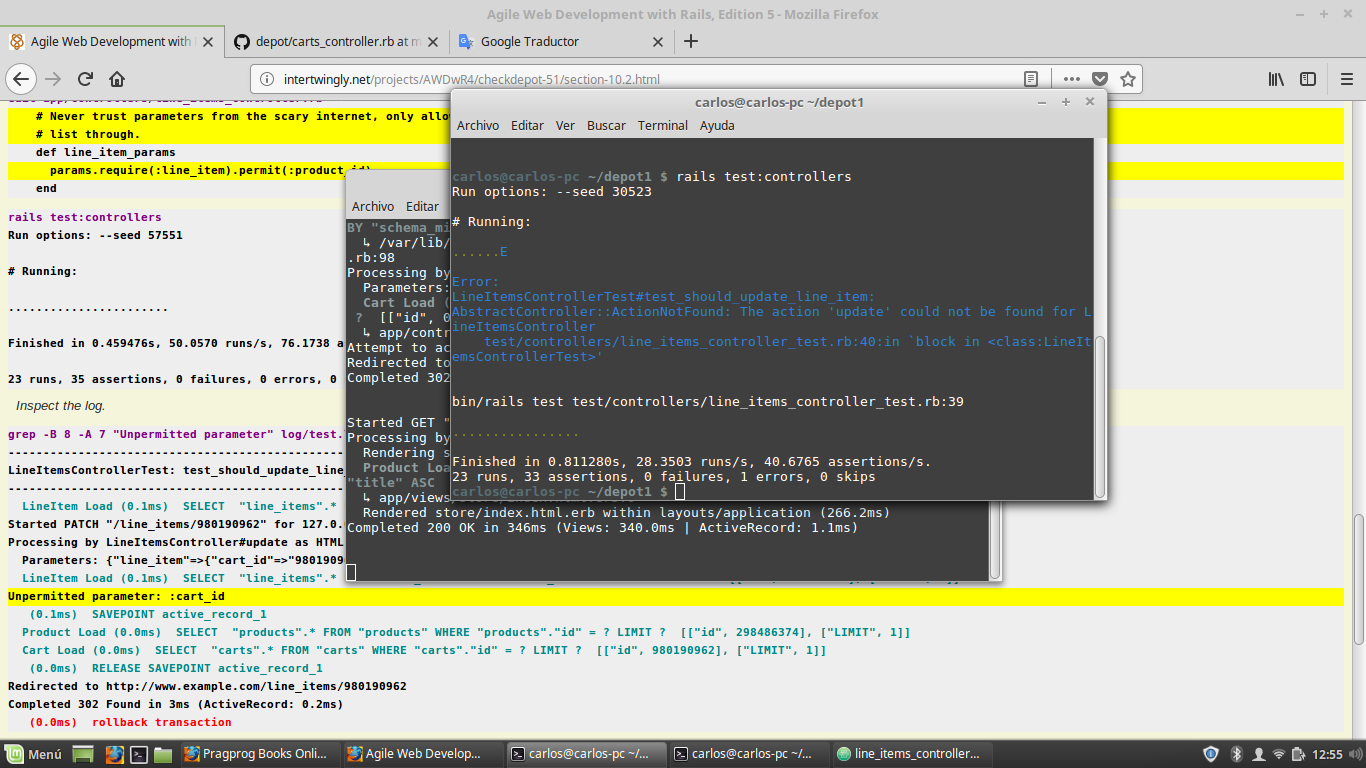 Agile Web Development with Rails, Edition 5 - Mozilla Firefox
Agile Web Development with
depot/carts_controller.rb at m
Google Traductor
intertwingly.net/projects/AWDwR4/checkdepot-51/section-10.2.html
# Never trust parameters from the scary internet, only allo
# list through.
def line_item_params
params.require(:line_item).permit(:product_id)
end
rails test:controllers
Run options: --seed 57551
# Running:
.......................
Finished in 0.459476s, 50.0570 runs/s, 76.1738 a
23 runs, 35 assertions, 0 failures, 0 errors, 0
Inspect the log.
grep -B 8 -A 7 "Unpermitted parameter" log/test.
LineItemsControllerTest: test_should_update_line_
LineItem Load (0.1ms) SELECT "line_items".*
Started PATCH "/line_items/980190962" for 127.0.
Processing by LineItemsController#update as HTML
Parameters: {"line_item"=>{"cart_id"=>"9801909
LineItem Load (0.1ms) SELECT "line_items".*
Unpermitted parameter: :cart_id
(0.1ms) SAVEPOINT active_record_1
Product Load (0.0ms) SELECT "products".* FROM "products" WHERE "products"."id" = ? LIMIT ? [["id", 298486374], ["LIMIT", 1]]
Cart Load (0.0ms) SELECT "carts".* FROM "carts" WHERE "carts"."id" = ? LIMIT ? [["id", 980190962], ["LIMIT", 1]]
(0.0ms) RELEASE SAVEPOINT active_record_1
Redirected to http://www.example.com/line_items/980190962
Completed 302 Found in 3ms (ActiveRecord: 0.2ms)
(0.0ms) rollback transaction
Archivo Editar
BY "schema_mi
↳ /var/lib/
.rb:98
Processing by
Parameters:
Cart Load (
? [["id", 0
↳ app/contr
Attempt to ac
Redirected to
Completed 302
Started GET "
Processing by
Rendering s
Product Loa
"title" ASC
↳ app/views
Rendered store/index.html.erb within layouts/application (266.2ms)
Completed 200 OK in 346ms (Views: 340.0ms | ActiveRecord: 1.1ms)
carlos@carlos-pc ~/depot1
Archivo Editar Ver Buscar Terminal Ayuda
carlos@carlos-pc ~/depot1 $ rails test:controllers
Run options: --seed 30523
# Running:
......E
Error:
LineItemsControllerTest#test_should_update_line_item:
AbstractController::ActionNotFound: The action 'update' could not be found for L
ineItemsController
test/controllers/line_items_controller_test.rb:40:in `block in <class:LineIt
emsControllerTest>'
bin/rails test test/controllers/line_items_controller_test.rb:39
................
Finished in 0.811280s, 28.3503 runs/s, 40.6765 assertions/s.
23 runs, 33 assertions, 0 failures, 1 errors, 0 skips
carlos@carlos-pc ~/depot1 $
Menú
Pragprog Books Onli...
Agile Web Develop...
carlos@carlos-pc ~/...
carlos@carlos-pc ~/...
line_items_controller...
12:55